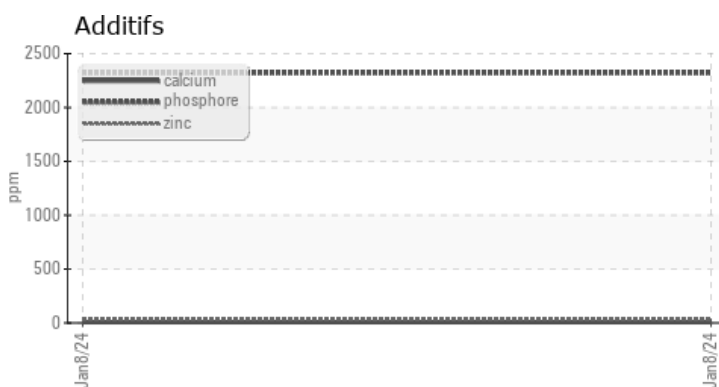 Additifs
2500
calcium
phosphore
zinc
2000
1500
ppm
1000
500
0
Jan8/24
Jan8/24